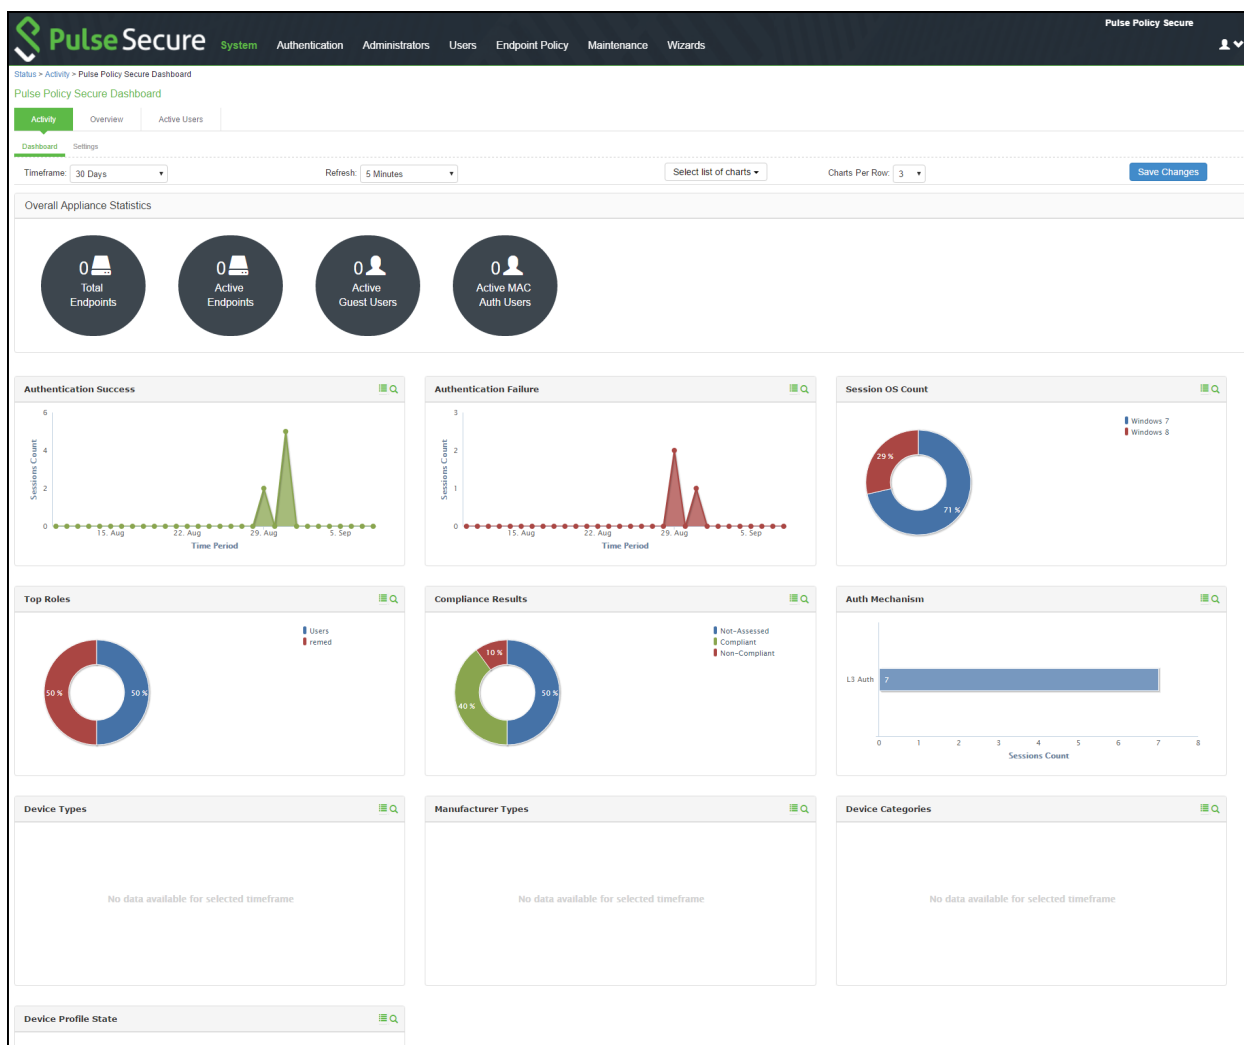 Pulse Policy Secure
Pulse Secure System Authentication Administrators Users Endpoint Policy Maintenance Wizards
Status > Activity > Pulse Policy Secure Dashboard
Pulse Policy Secure Dashboard
Activity Overview Active Users
Dashboard Settings
Timeframe: 30 Days Refresh: 5 Minutes Select list of charts Charts Per Row: 3 Save Changes
Overall Appliance Statistics
0 Total Endpoints
0 Active Endpoints
0 Active Guest Users
0 Active MAC Auth Users
Authentication Success
6
4
2
0
Sessions Count
15. Aug 22. Aug 29. Aug 5. Sep
Time Period
Authentication Failure
3
2
1
0
Sessions Count
15. Aug 22. Aug 29. Aug 5. Sep
Time Period
Session OS Count
Windows 7
Windows 8
29 %
71 %
Top Roles
Users
remed
50 % 50 %
Compliance Results
Not-Assessed
Compliant
Non-Compliant
10 %
50 %
40 %
Auth Mechanism
L3 Auth 7
0 1 2 3 4 5 6 7 8
Sessions Count
Device Types
No data available for selected timeframe
Manufacturer Types
No data available for selected timeframe
Device Categories
No data available for selected timeframe
Device Profile State